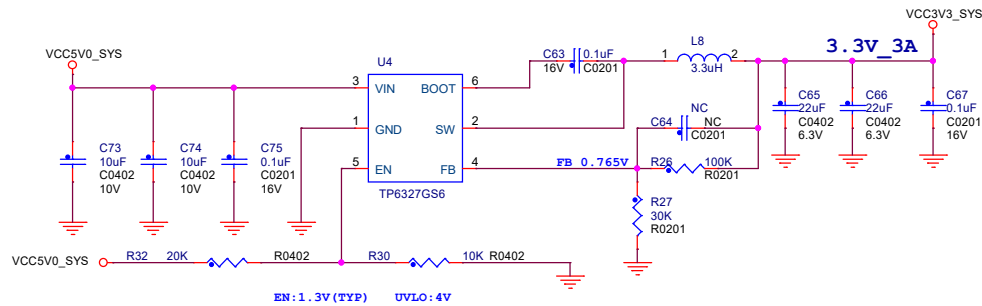 VCC5V0_SYS
VCC3V3_SYS
U4
3 VIN
BOOT 6
1 GND
SW 2
5 EN
FB 4
TP6327GS6
C63 0.1uF
16V C0201
L8
1 2
3.3uH
3.3V_3A
C73
10uF
C0402
10V
C74
10uF
C0402
10V
C75
0.1uF
C0201
16V
NC
C64 NC
C0201
FB 0.765V
R26 100K
R0201
R27
30K
R0201
C65
22uF
C0402
6.3V
C66
22uF
C0402
6.3V
C67
0.1uF
C0201
16V
VCC5V0_SYS
R32 20K R0402
R30 10K R0402
EN:1.3V(TYP) UVLO:4V